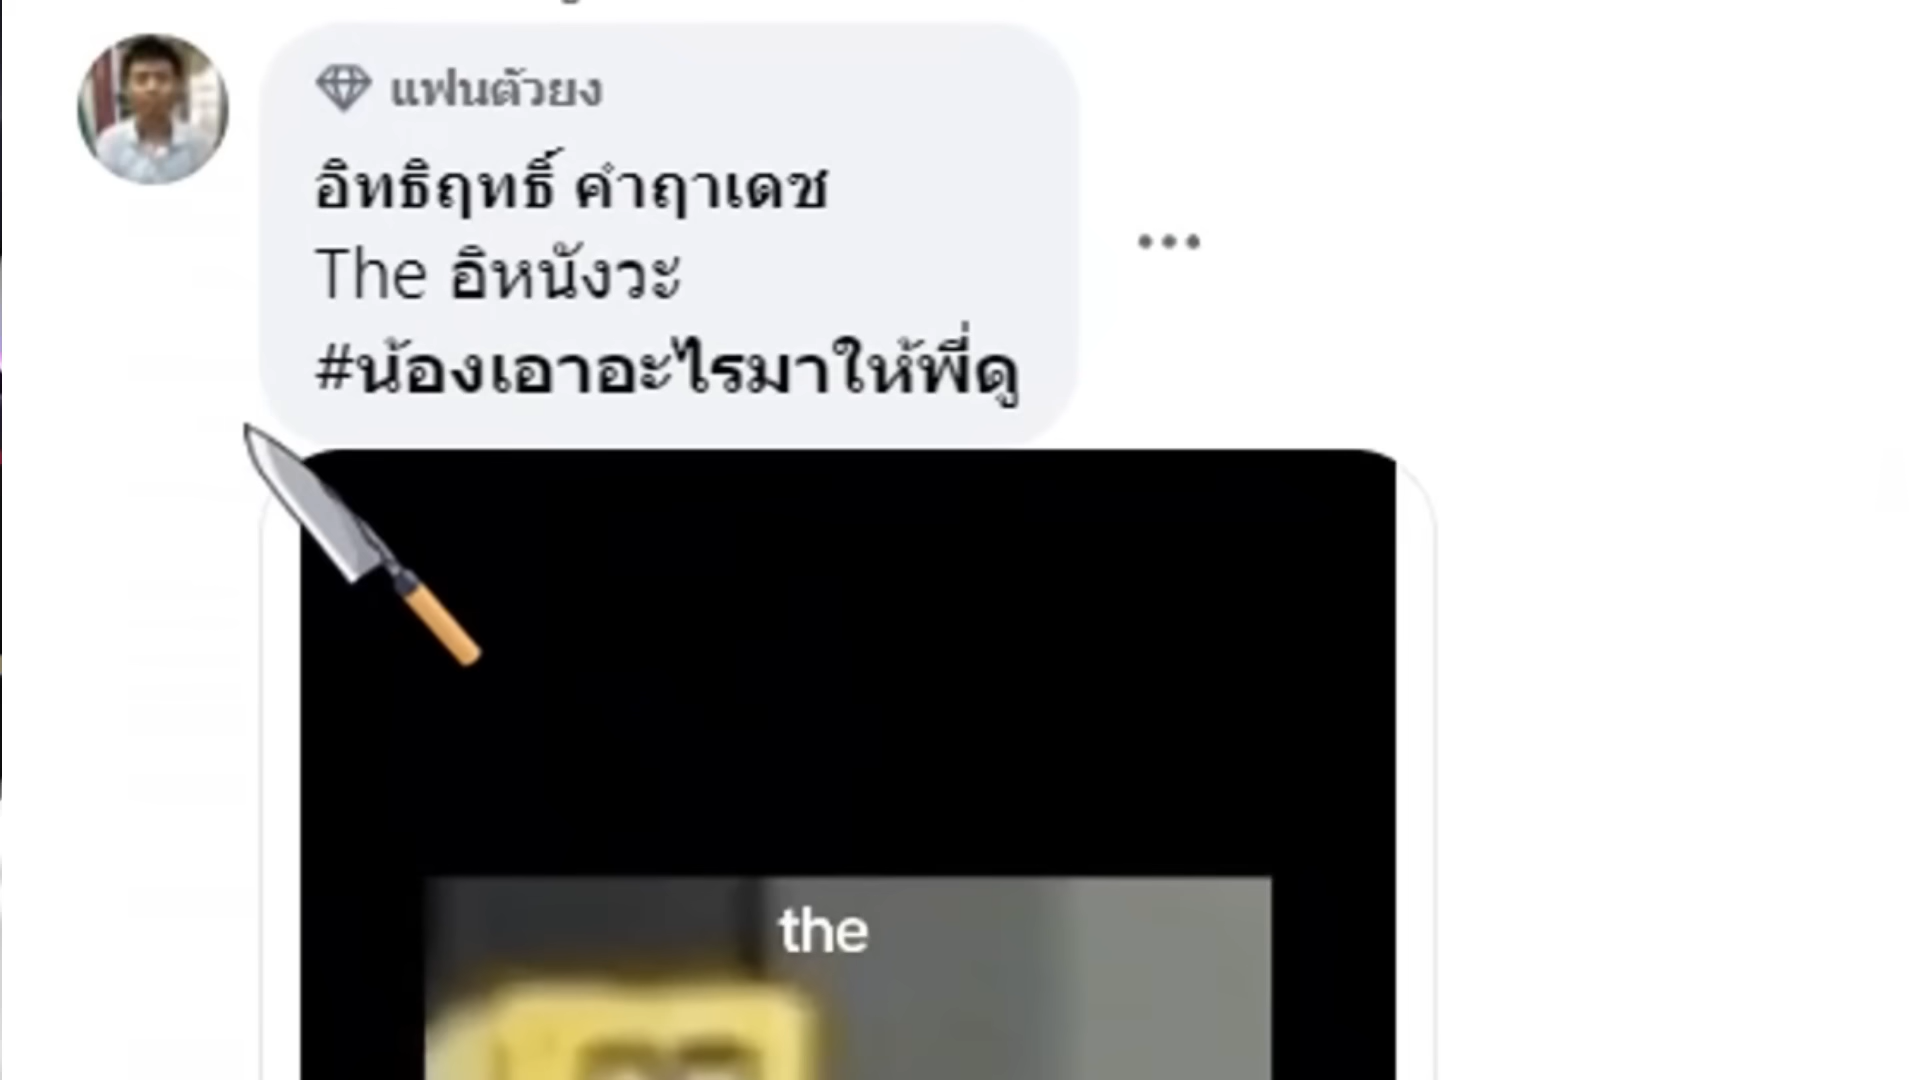 แฟนตัวยง
อิทธิฤทธิ์ คำฤาเดช
The อิหนังวะ
#น้องเอาอะไรมาให้พี่ดู
the